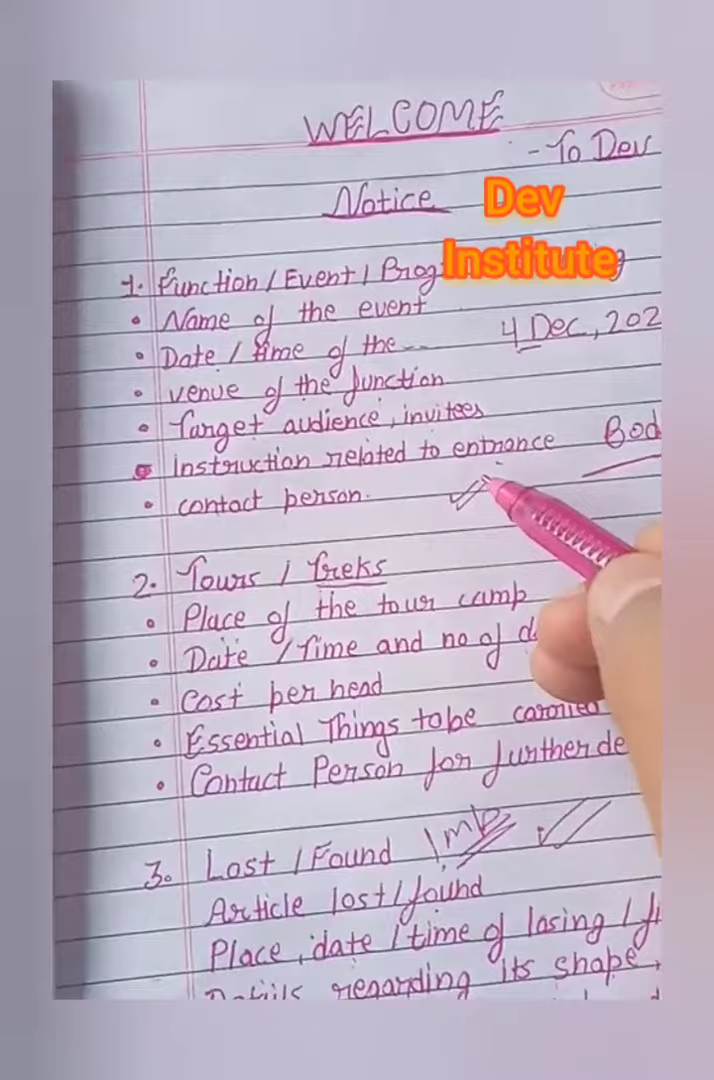 WELCOME
- To Dev
Notice
Dev
Institute
1. Function / Event / Prog
• Name of the event
• Date / time of the --
4 Dec, 202
• venue of the function
• Target audience, invitees
• instruction related to entrance
Bod
• contact person.
2. Tours / Treks
• Place of the tour camp
• Date / Time and no of d
• Cost per head
• Essential Things to be carried
• Contact Person for further de
3. Lost / Found Imp
Article lost / found
Place, date / time of losing / f
Details regarding its shape,